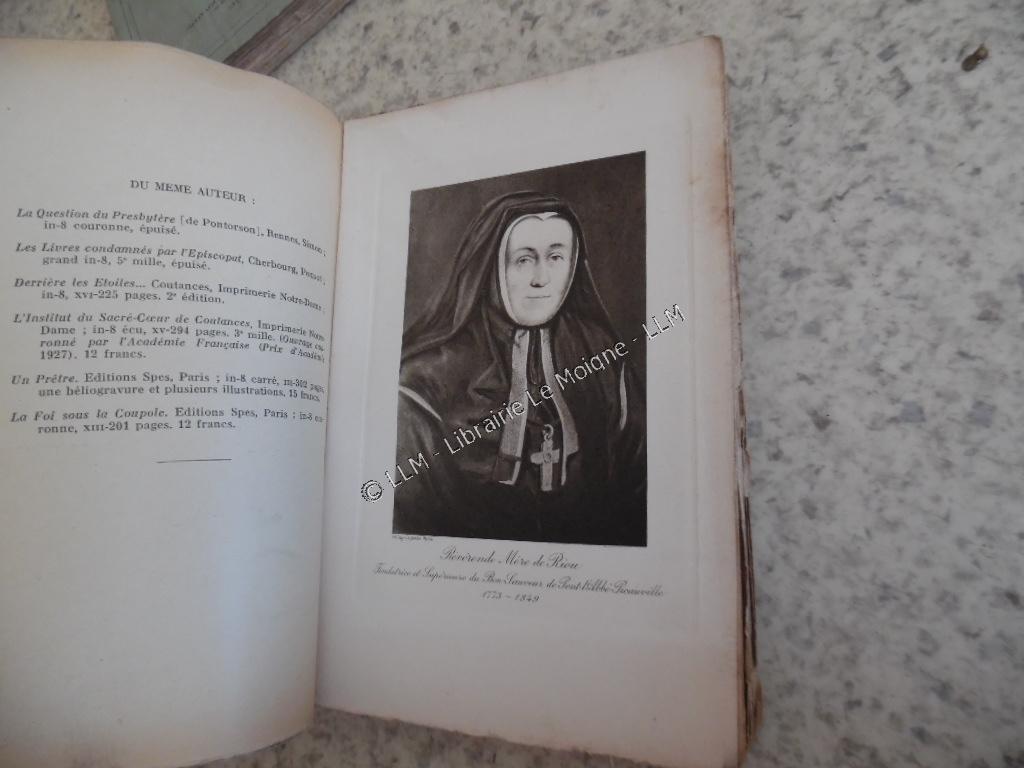 DU MEME AUTEUR :
La Question du Presbytère [de Pontorson], Rennes, Simon ;
in-8 couronne, épuisé.
Les Livres condamnés par l'Episcopat, Cherbourg,
grand in-8, 5e mille, épuisé.
Derrière les Etoiles... Coutances, Imprimerie Notre-Dame ;
in-8, XVI-225 pages. 2e édition.
L'Institut du Sacré-Cœur de Coutances, Imprimerie Notre-
Dame ; in-8 écu, XV-294 pages. 3e mille. (Ouvrage cou-
ronné par l'Académie Française (Prix d'Académie,
1927). 12 francs.
Un Prêtre. Editions Spes, Paris ; in-8 carré, III-302 pages,
une héliogravure et plusieurs illustrations, 15 francs.
La Foi sous la Coupole. Editions Spes, Paris ; in-8 cou-
ronne, XIII-201 pages. 12 francs.
© LLM - Librairie Le Moigne - LLM
Révérende Mère de Riou
Fondatrice et Supérieure du Bon-Sauveur de Pont-l'Abbé-Picauville
1773 - 1849